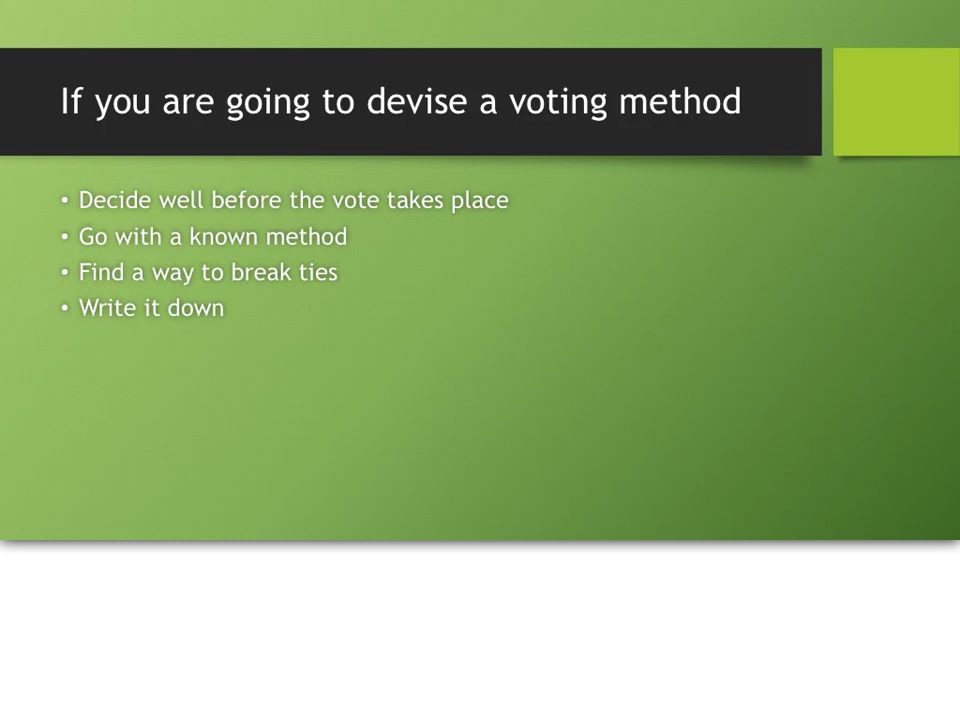 If you are going to devise a voting method
• Decide well before the vote takes place
• Go with a known method
• Find a way to break ties
• Write it down